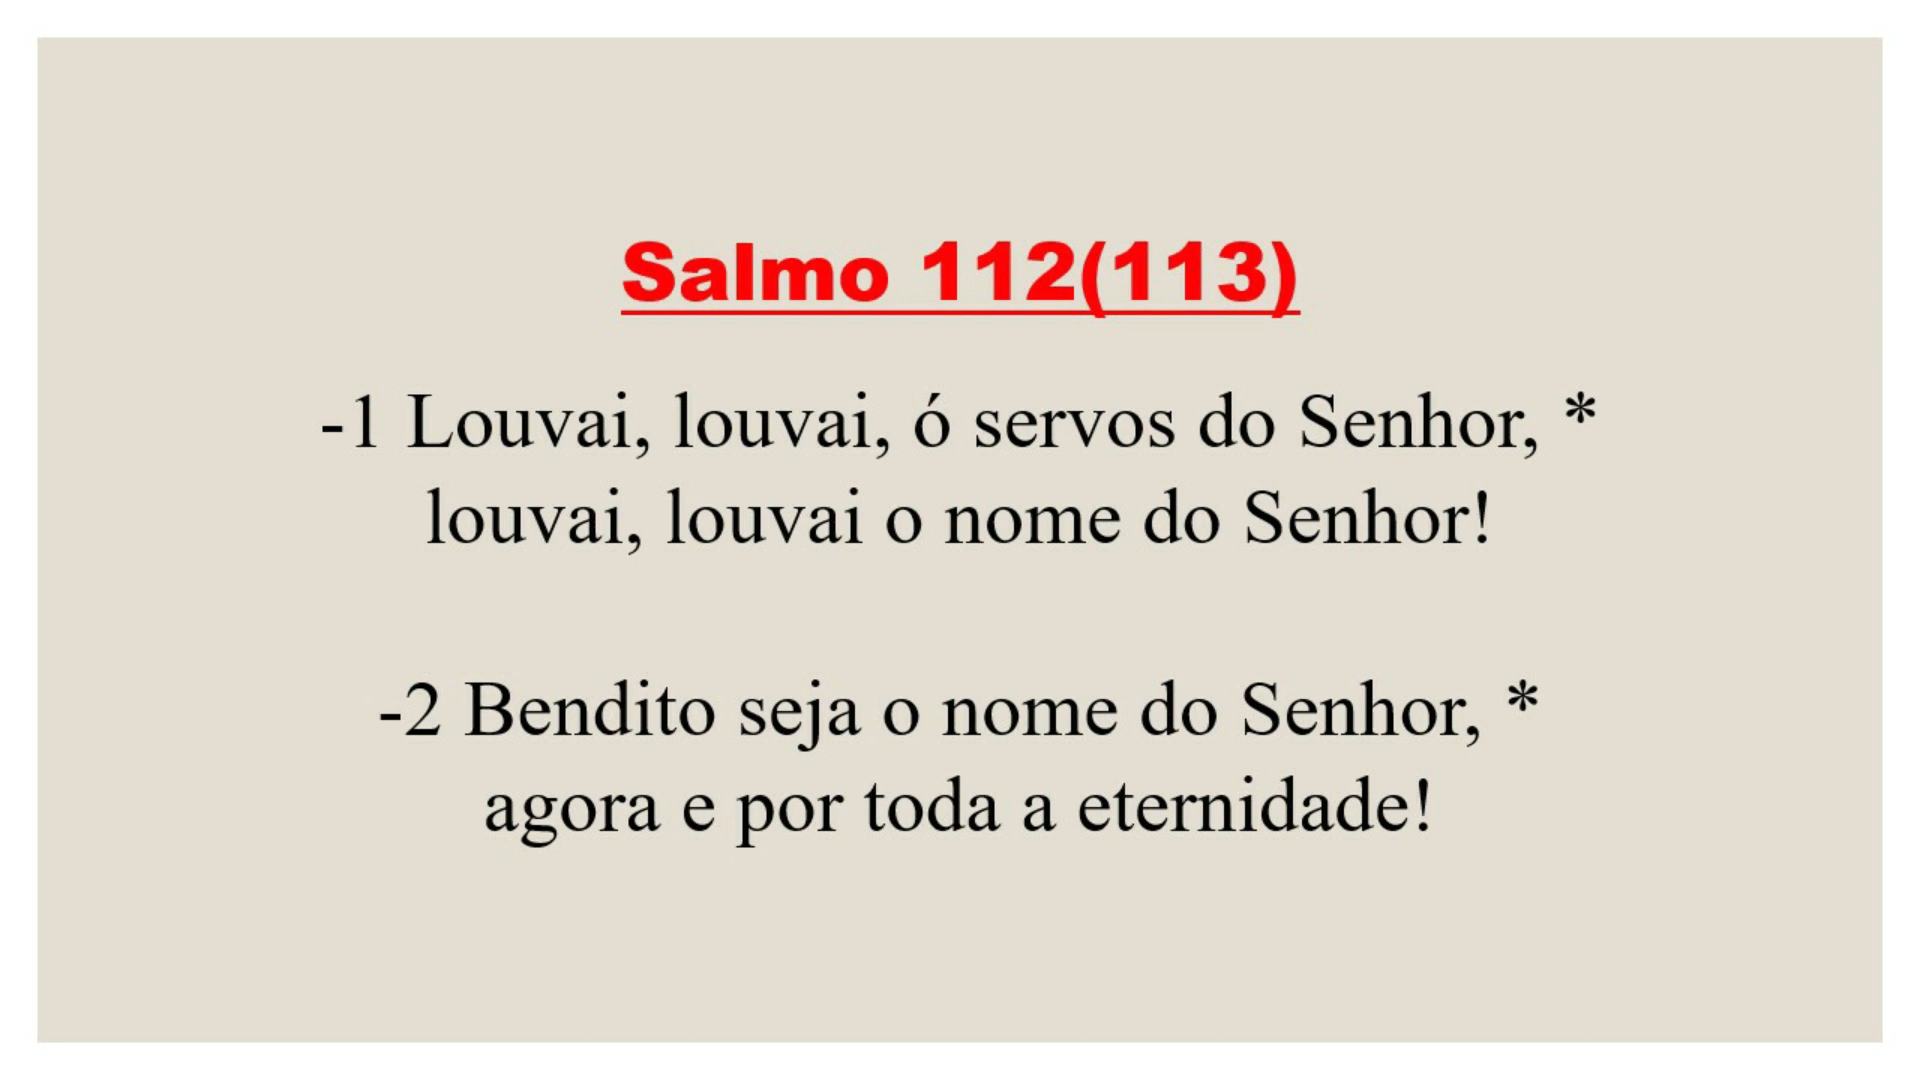 Salmo 112(113)
-1 Louvai, louvai, ó servos do Senhor, *
louvai, louvai o nome do Senhor!
-2 Bendito seja o nome do Senhor, *
agora e por toda a eternidade!